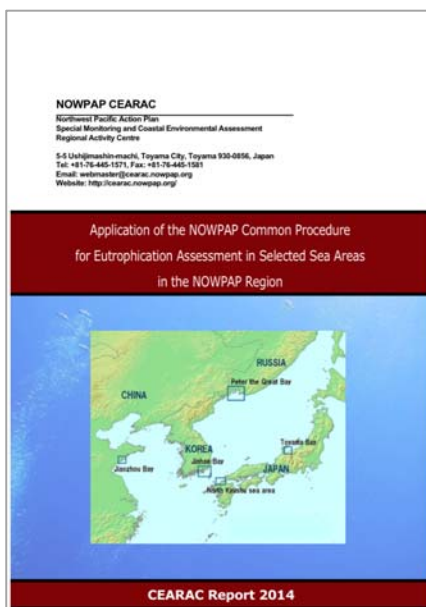 NOWPAP CEARAC
Northwest Pacific Action Plan
Special Monitoring and Coastal Environmental Assessment
Regional Activity Centre
5-5 Ushijimashin-machi, Toyama City, Toyama 930-0856, Japan
Tel: +81-76-445-1571, Fax: +81-76-445-1581
Email: webmaster@cearac.nowpap.org
Website: http://cearac.nowpap.org/
Application of the NOWPAP Common Procedure
for Eutrophication Assessment in Selected Sea Areas
in the NOWPAP Region
RUSSIA
Peter the Great Bay
CHINA
KOREA
Toyama Bay
Jinhae Bay
JAPAN
Jianzhou Bay
North Kyushu sea area
CEARAC Report 2014